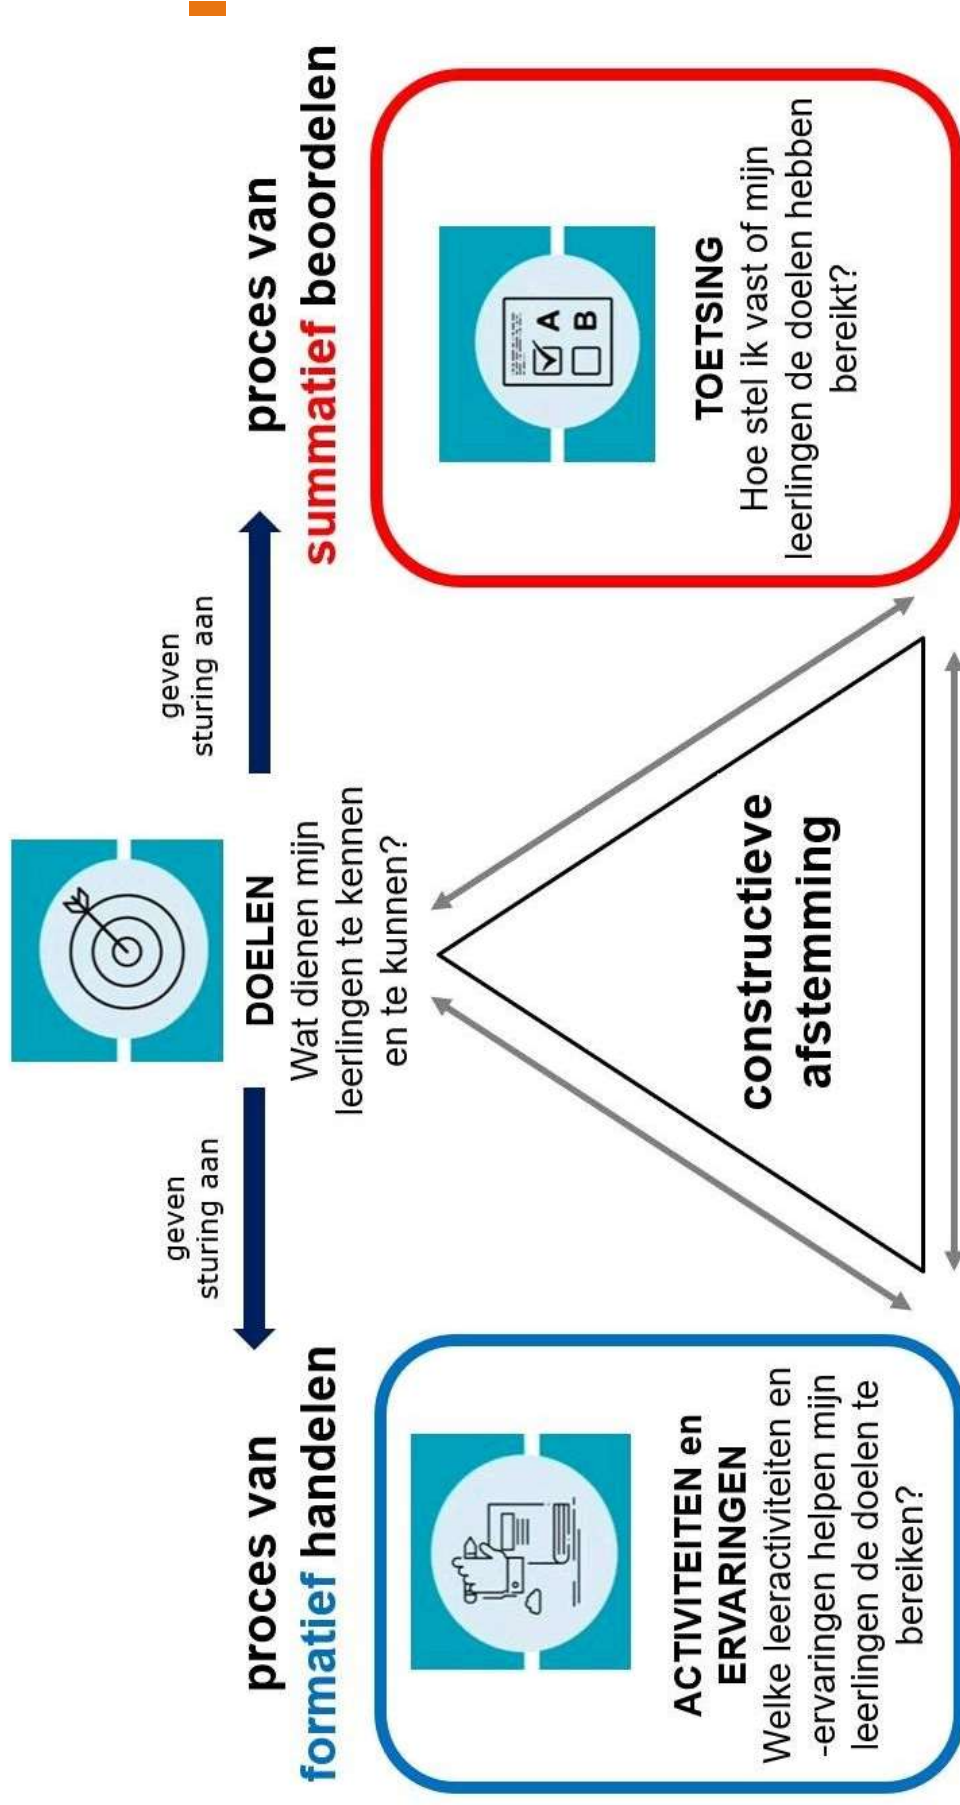 geven
sturing aan
geven
sturing aan
proces van
formatief handelen
DOELEN
Wat dienen mijn
leerlingen te kennen
en te kunnen?
proces van
summatief beoordelen
ACTIVITEITEN en
ERVARINGEN
Welke leeractiviteiten en
-ervaringen helpen mijn
leerlingen de doelen te
bereiken?
constructieve
afstemming
A
B
TOETSING
Hoe stel ik vast of mijn
leerlingen de doelen hebben
bereikt?